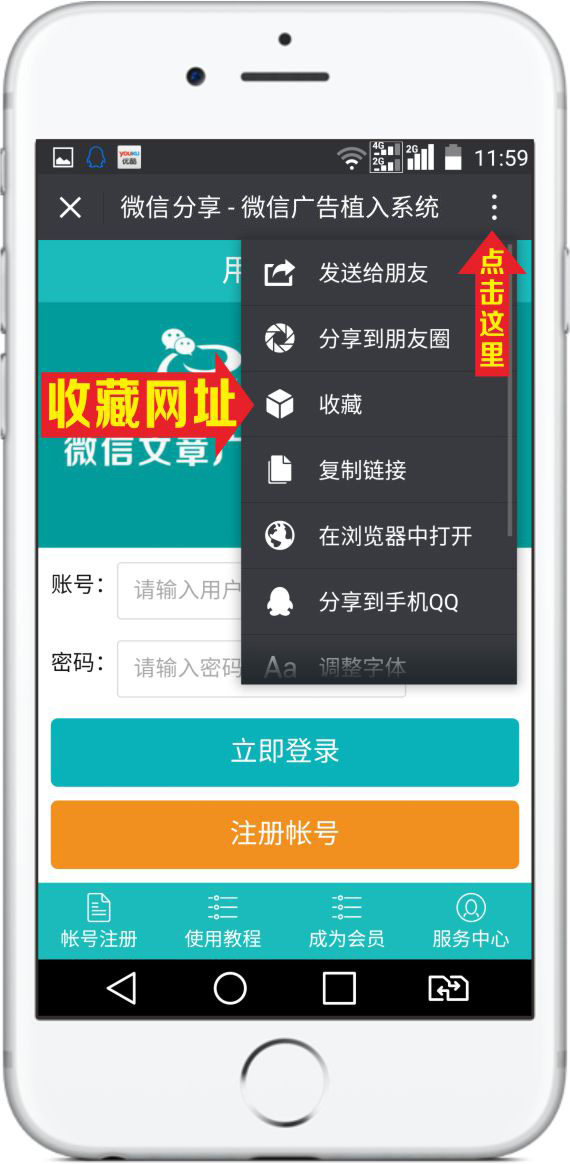 YOUKU
优酷
4G
2G
2G
11:59
微信分享 - 微信广告植入系统
用
发送给朋友
点击这里
分享到朋友圈
收藏网址
收藏
微信文章广
复制链接
在浏览器中打开
账号：
请输入用户
分享到手机QQ
密码：
请输入密码
Aa 调整字体
立即登录
注册帐号
帐号注册 使用教程 成为会员 服务中心